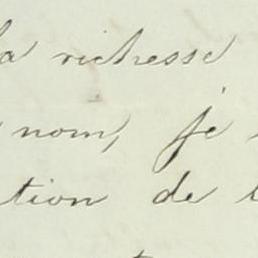 la richesse
nom, je
tion de